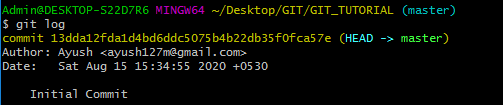 Admin@DESKTOP-S22D7R6 MINGW64 ~/Desktop/GIT/GIT_TUTORIAL (master)
$ git log
commit 13dda12fda1d4bd6ddc5075b4b22db35f0fca57e (HEAD -> master)
Author: Ayush <ayush127m@gmail.com>
Date:   Sat Aug 15 15:34:55 2020 +0530
    Initial Commit